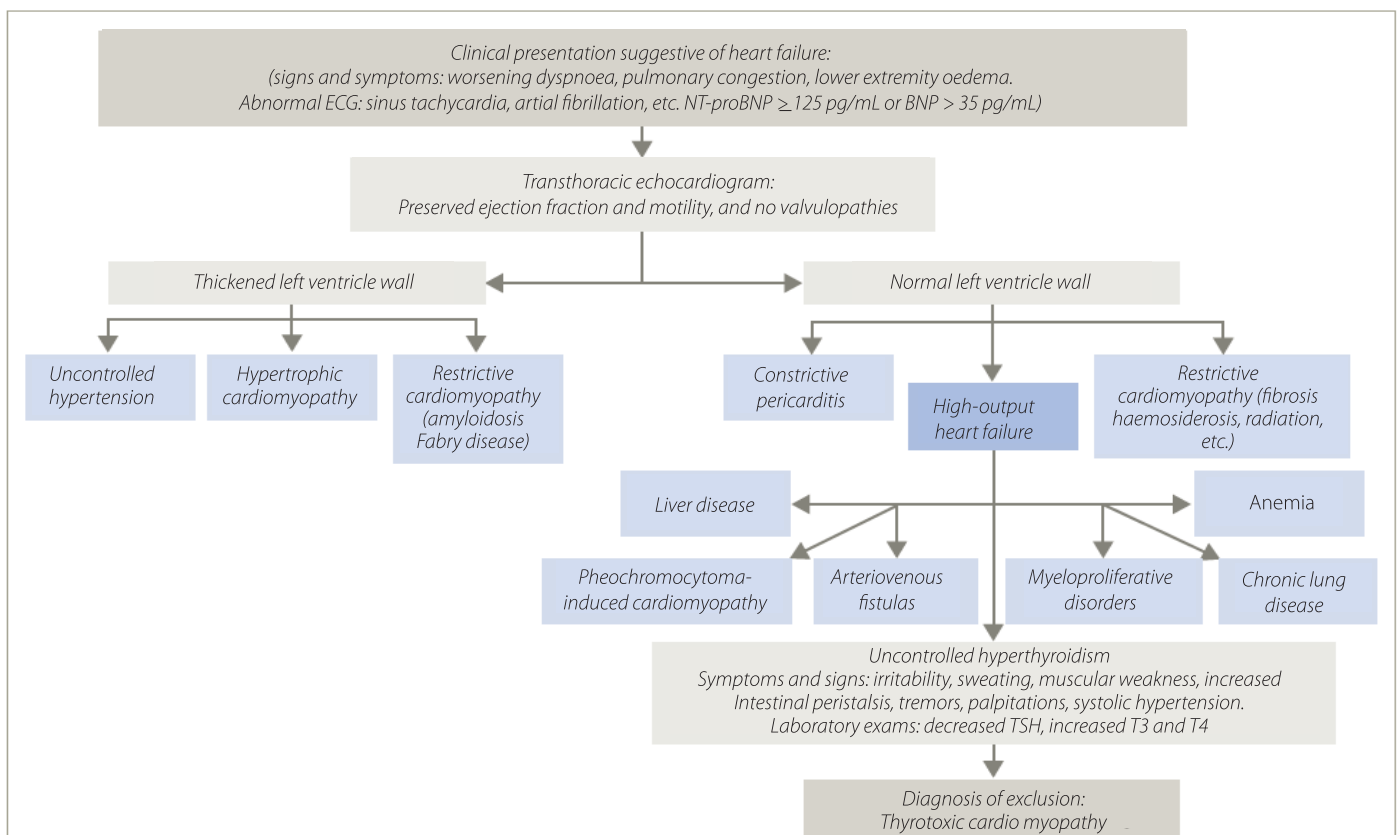 Clinical presentation suggestive of heart failure:
(signs and symptoms: worsening dyspnoea, pulmonary congestion, lower extremity oedema.
Abnormal ECG: sinus tachycardia, artial fibrillation, etc. NT-proBNP ≥ 125 pg/mL or BNP > 35 pg/mL)
Transthoracic echocardiogram:
Preserved ejection fraction and motility, and no valvulopathies
Thickened left ventricle wall
Normal left ventricle wall
Uncontrolled
hypertension
Hypertrophic
cardiomyopathy
Restrictive
cardiomyopathy
(amyloidosis
Fabry disease)
Constrictive
pericarditis
High-output
heart failure
Restrictive
cardiomyopathy (fibrosis
haemosiderosis, radiation,
etc.)
Liver disease
Anemia
Pheochromocytoma-
induced cardiomyopathy
Arteriovenous
fistulas
Myeloproliferative
disorders
Chronic lung
disease
Uncontrolled hyperthyroidism
Symptoms and signs: irritability, sweating, muscular weakness, increased
Intestinal peristalsis, tremors, palpitations, systolic hypertension.
Laboratory exams: decreased TSH, increased T3 and T4
Diagnosis of exclusion:
Thyrotoxic cardio myopathy